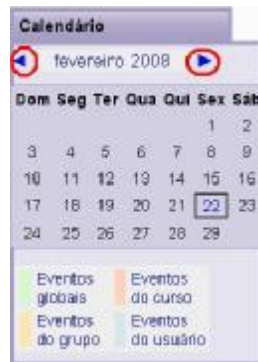 Calendário
fevereiro 2008
Dom Seg Ter Qua Qui Sex Sáb
1 2
3 4 5 6 7 8 9
10 11 12 13 14 15 16
17 18 19 20 21 22 23
24 25 26 27 28 29
Eventos globais
Eventos do curso
Eventos do grupo
Eventos do usuário